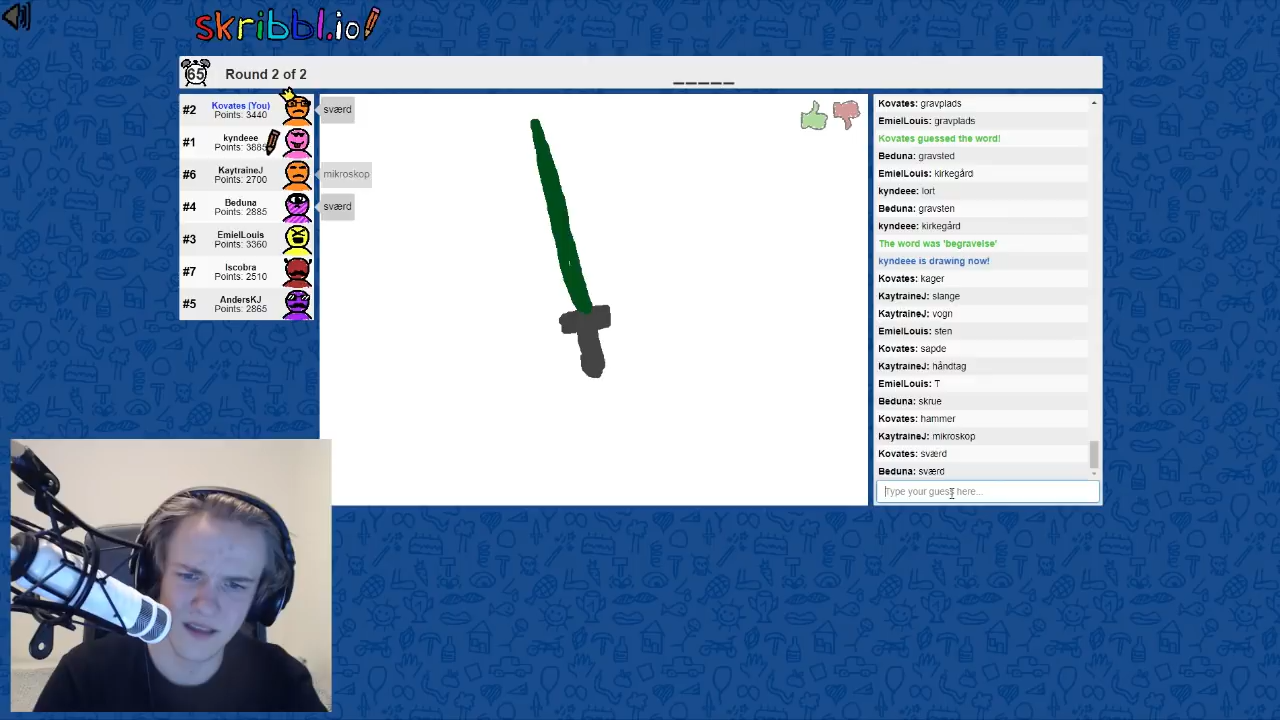 skribbl.io
65
Round 2 of 2
_____
#2
Kovates (You)
Points: 3440
sværd
#1
kyndeee
Points: 3885
#6
KaytraineJ
Points: 2700
mikroskop
#4
Beduna
Points: 2885
sværd
#3
EmielLouis
Points: 3360
#7
Iscobra
Points: 2510
#5
AndersKJ
Points: 2865
Kovates: gravplads
EmielLouis: gravplads
Kovates guessed the word!
Beduna: gravsted
EmielLouis: kirkegård
kyndeee: lort
Beduna: gravsten
kyndeee: kirkegård
The word was 'begravelse'
kyndeee is drawing now!
Kovates: kager
KaytraineJ: slange
KaytraineJ: vogn
EmielLouis: sten
Kovates: sapde
KaytraineJ: håndtag
EmielLouis: T
Beduna: skrue
Kovates: hammer
KaytraineJ: mikroskop
Kovates: sværd
Beduna: sværd
Type your guess here...